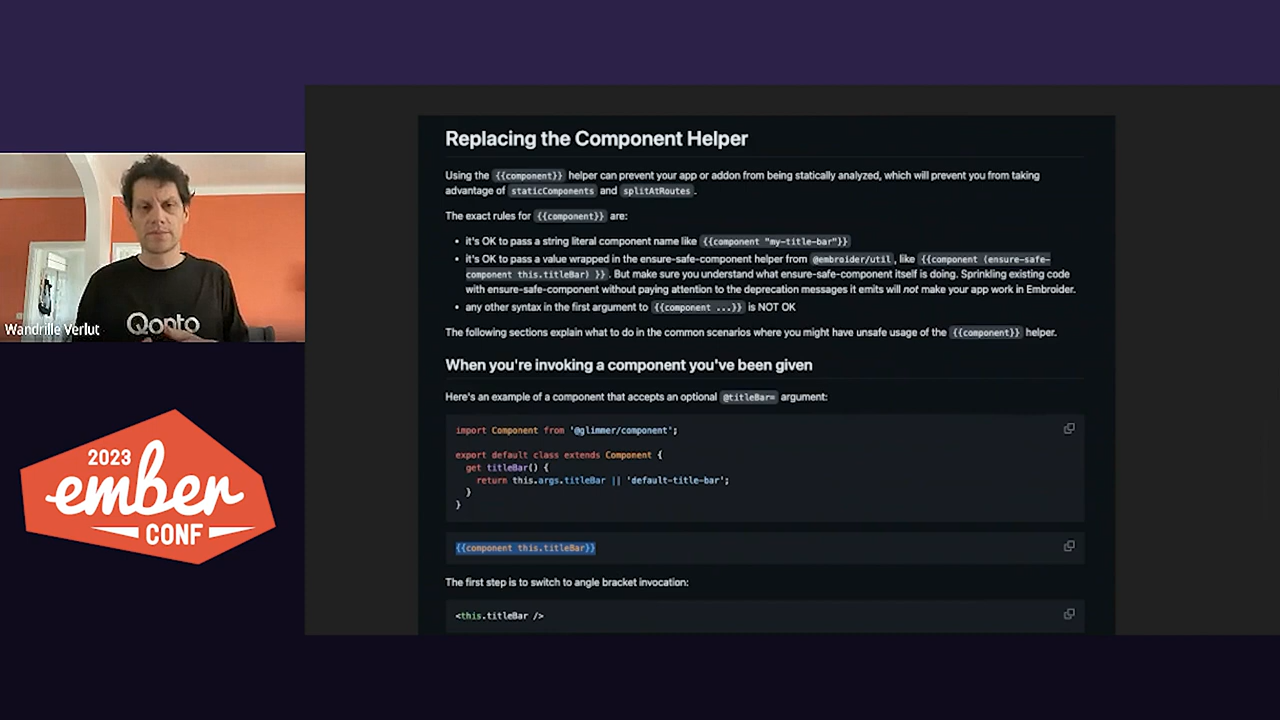 Replacing the Component Helper
Using the {{component}} helper can prevent your app or addon from being statically analyzed, which will prevent you from taking
advantage of staticComponents and splitAtRoutes.
The exact rules for {{component}} are:
• it's OK to pass a string literal component name like {{component "my-title-bar"}}
• it's OK to pass a value wrapped in the ensure-safe-component helper from @embroider/util, like {{component (ensure-safe-
component this.titleBar) }}. But make sure you understand what ensure-safe-component itself is doing. Sprinkling existing code
with ensure-safe-component without paying attention to the deprecation messages it emits will not make your app work in Embroider.
• any other syntax in the first argument to {{component ...}} is NOT OK
The following sections explain what to do in the common scenarios where you might have unsafe usage of the {{component}} helper.
When you're invoking a component you've been given
Here's an example of a component that accepts an optional @titleBar= argument:
import Component from '@glimmer/component';
export default class extends Component {
get titleBar() {
return this.args.titleBar || 'default-title-bar';
}
}
{{component this.titleBar}}
The first step is to switch to angle bracket invocation:
<this.titleBar />
Qonto
Wandrille Verlut
2023
ember
CONF